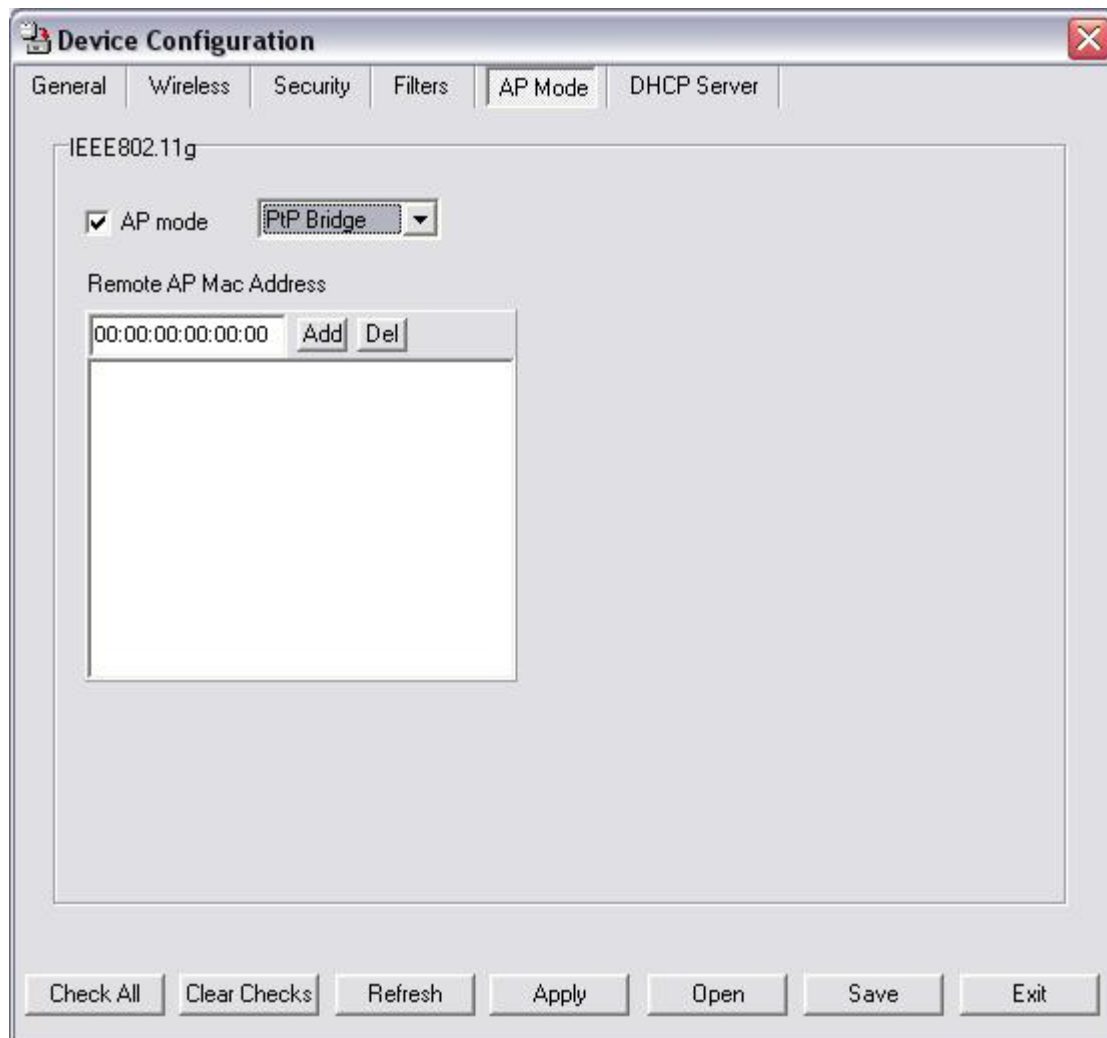 Device Configuration
General Wireless Security Filters AP Mode DHCP Server
IEEE802.11g
AP mode PtP Bridge
Remote AP Mac Address
00:00:00:00:00:00 Add Del
Check All Clear Checks Refresh Apply Open Save Exit